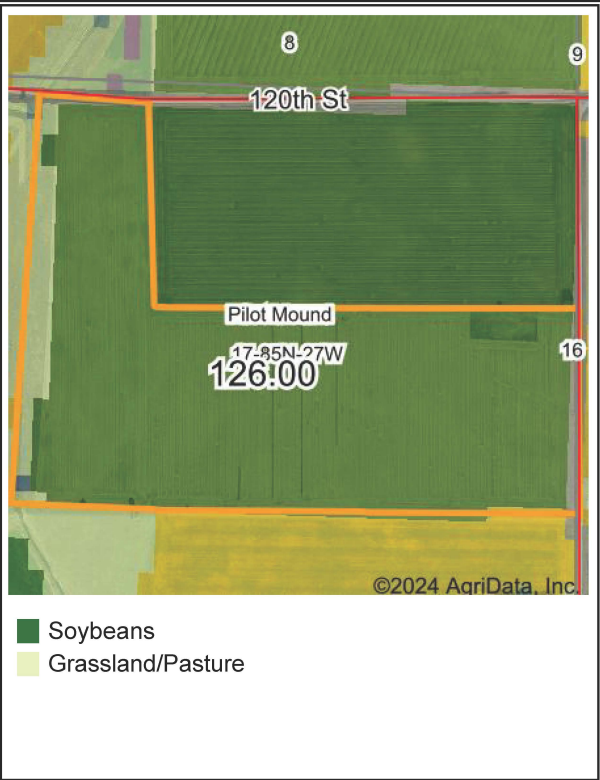 8
9
120th St
Pilot Mound
17-85N-27W
126.00
16
©2024 AgriData, Inc.
Soybeans
Grassland/Pasture